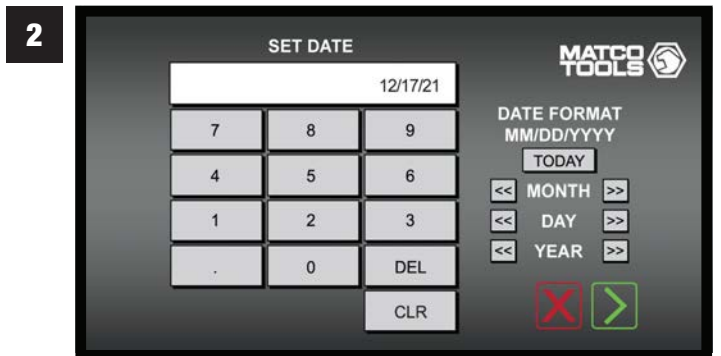 2
SET DATE
MATCO
TOOLS
12/17/21
7 8 9
4 5 6
1 2 3
. 0 DEL
CLR
DATE FORMAT
MM/DD/YYYY
TODAY
<< MONTH >>
<< DAY >>
<< YEAR >>